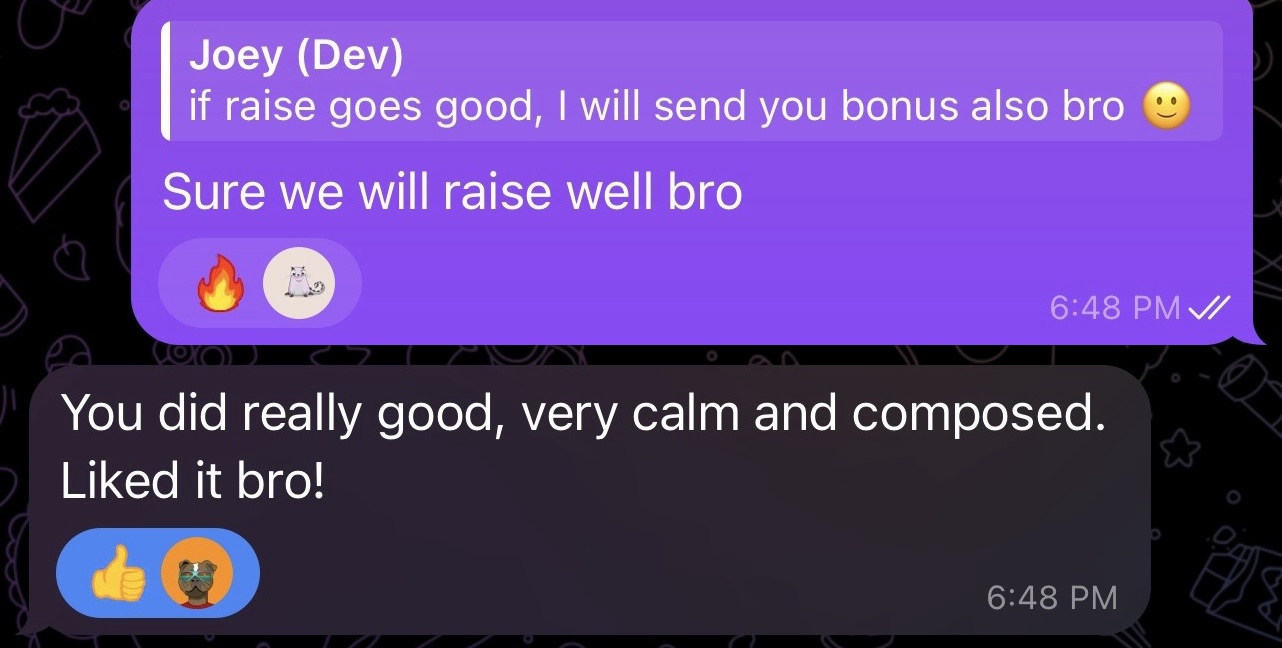 Joey (Dev)
if raise goes good, I will send you bonus also bro 🙂
Sure we will raise well bro
6:48 PM
You did really good, very calm and composed.
Liked it bro!
6:48 PM